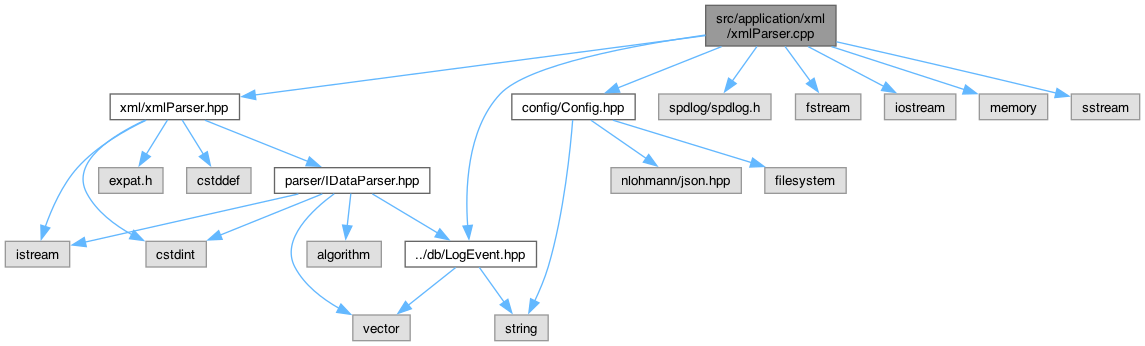 src/application/xml
/xmlParser.cpp
xml/xmlParser.hpp
config/Config.hpp
spdlog/spdlog.h
fstream
iostream
memory
sstream
expat.h
cstddef
parser/IDataParser.hpp
nlohmann/json.hpp
filesystem
istream
cstdint
algorithm
../db/LogEvent.hpp
vector
string